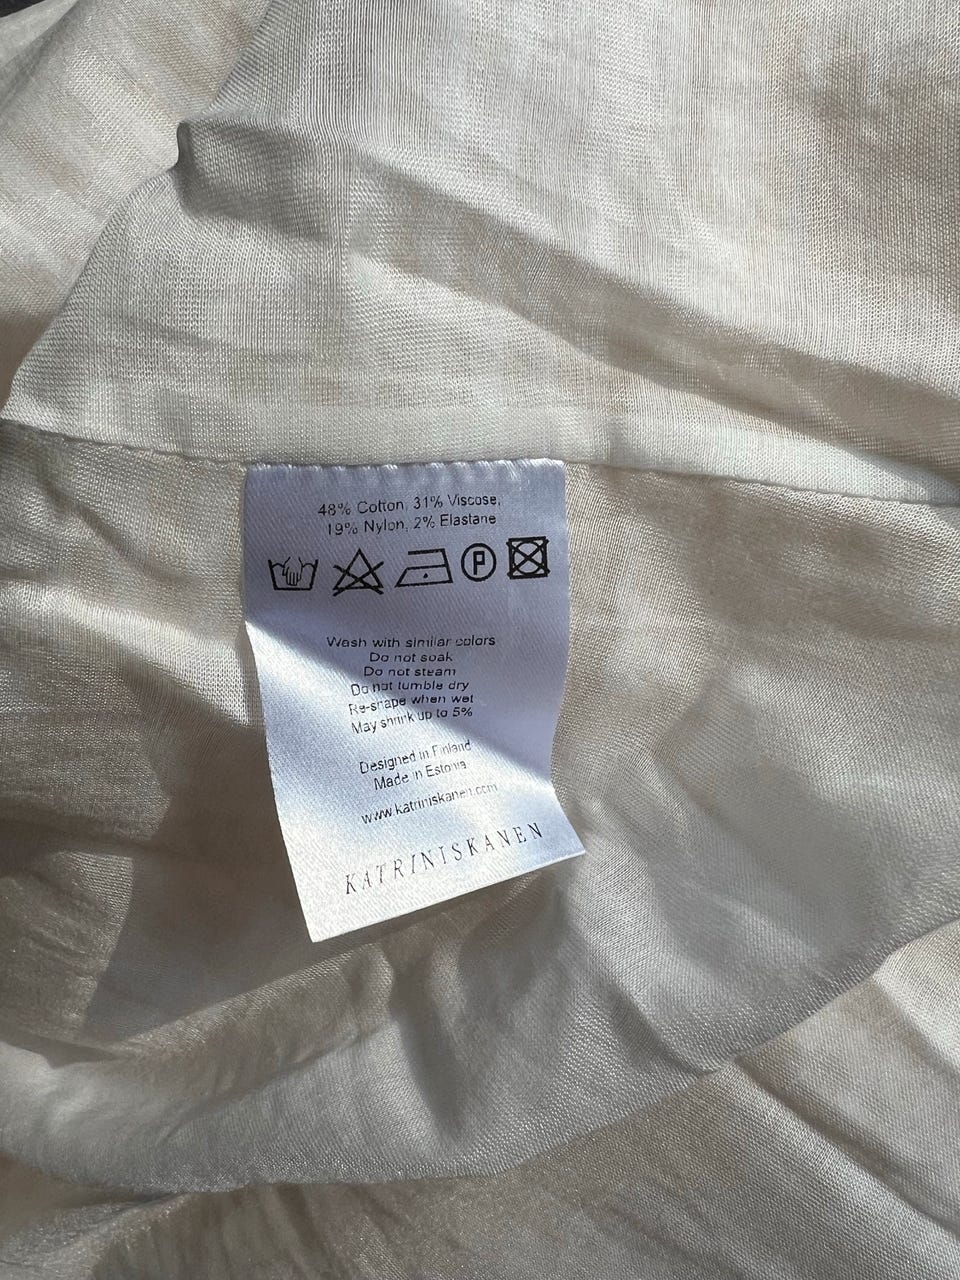 48% Cotton, 31% Viscose,
19% Nylon, 2% Elastane
P
Wash with similar colors
Do not soak
Do not steam
Do not tumble dry
Re-shape when wet
May shrink up to 5%
Designed in Finland
Made in Estonia
www.katriniskanen.com
KATRINISKANEN